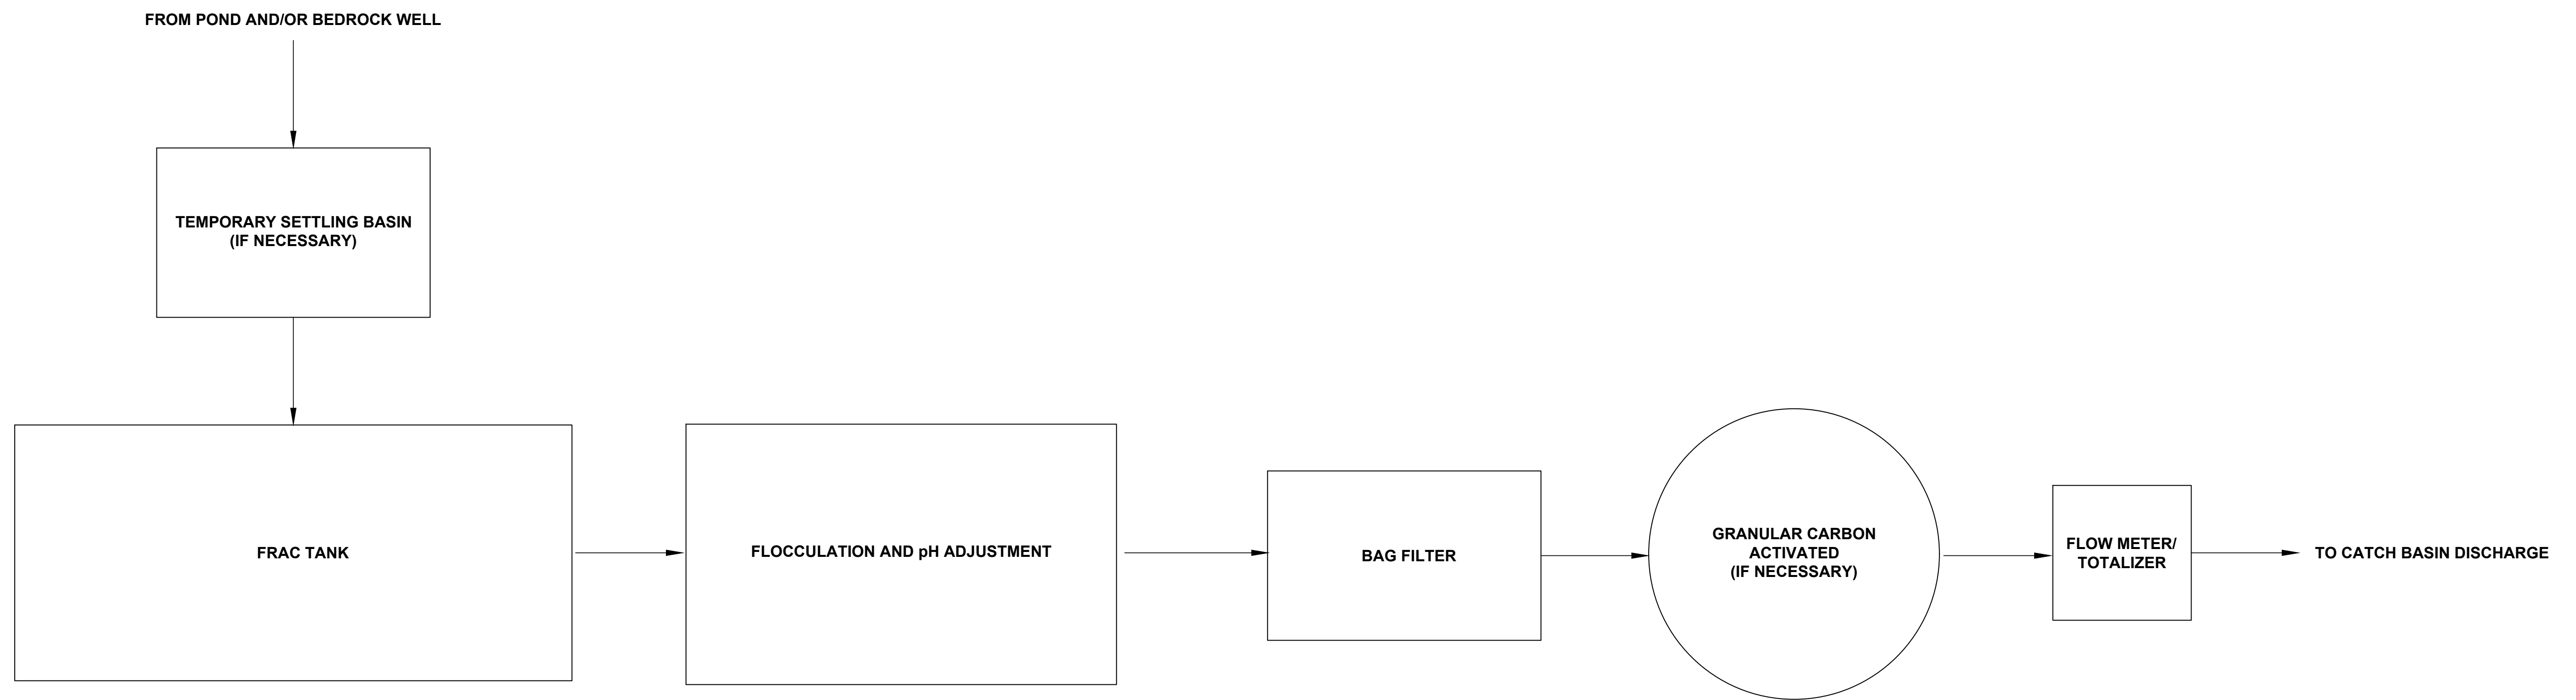 FROM POND AND/OR BEDROCK WELL
TEMPORARY SETTLING BASIN
(IF NECESSARY)
FRAC TANK
FLOCCULATION AND pH ADJUSTMENT
BAG FILTER
GRANULAR CARBON
ACTIVATED
(IF NECESSARY)
FLOW METER/
TOTALIZER
TO CATCH BASIN DISCHARGE